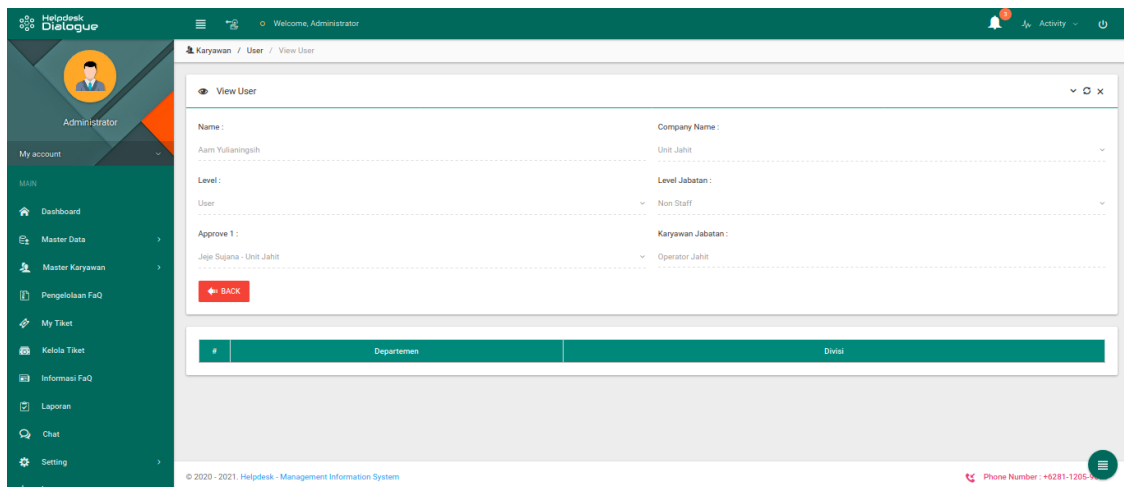 Helpdesk
Dialogue
Welcome, Administrator
3
Activity
Administrator
My account
MAIN
Dashboard
Master Data
Master Karyawan
Pengelolaan FaQ
My Tiket
Kelola Tiket
Informasi FaQ
Laporan
Chat
Setting
Karyawan / User / View User
View User
Name :
Aam Yulianingsih
Company Name :
Unit Jahit
Level :
User
Level Jabatan :
Non Staff
Approve 1 :
Jeje Sujana - Unit Jahit
Karyawan Jabatan :
Operator Jahit
BACK
# Departemen Divisi
© 2020 - 2021. Helpdesk - Management Information System
Phone Number : +6281-1205-